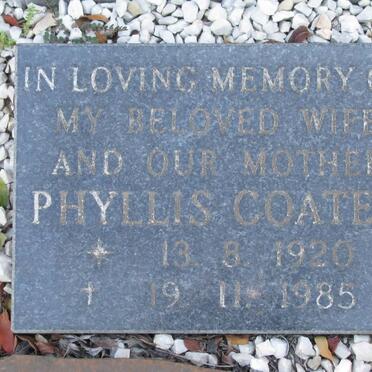 IN LOVING MEMORY O
MY BELOVED WIFE
AND OUR MOTHER
PHYLLIS COATE
* 13. 8. 1920
† 19. 11. 1985